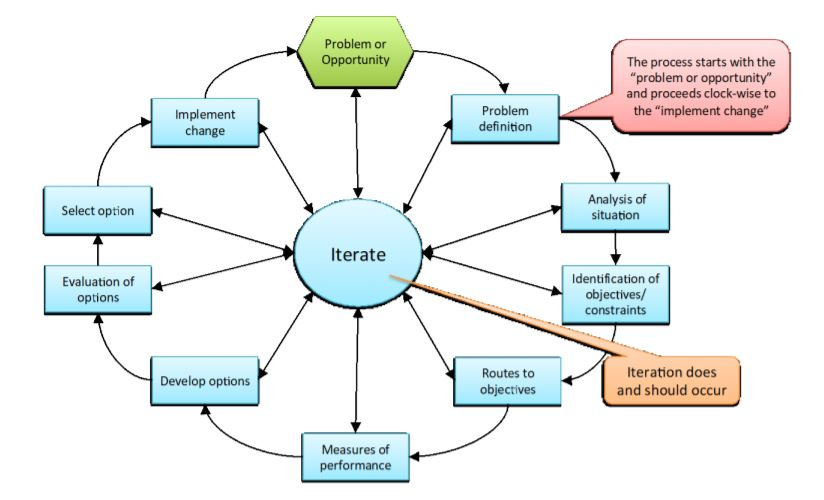 Problem or
Opportunity
Problem
definition
The process starts with the
"problem or opportunity"
and proceeds clock-wise to
the "implement change"
Analysis of
situation
Identification of
objectives/
constraints
Iteration does
and should occur
Routes to
objectives
Measures of
performance
Develop options
Evaluation of
options
Select option
Implement
change
Iterate